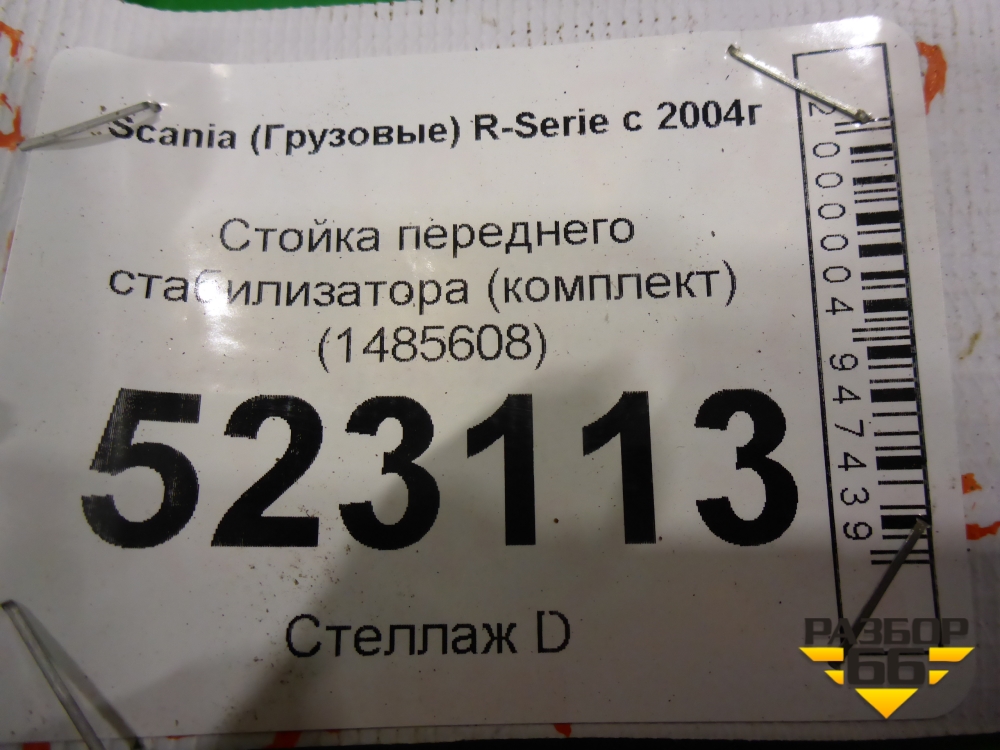 Scania (Грузовые) R-Serie с 2004г
Стойка переднего
стабилизатора (комплект)
(1485608)
523113
Стеллаж D
2000004947439
РАЗБОР
66